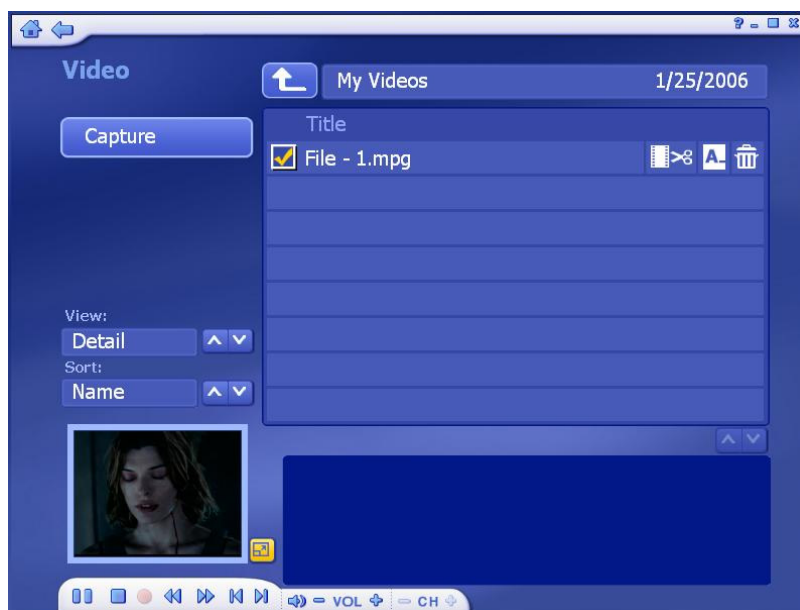 Video
My Videos 1/25/2006
Capture
Title
File - 1.mpg
A
View:
Detail
Sort:
Name
VOL
CH